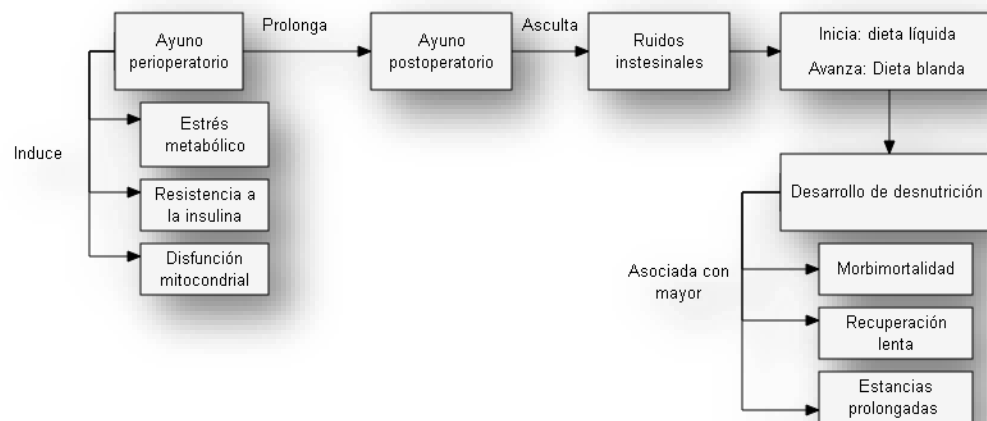 Ayuno
perioperatorio
Prolonga
Ayuno
postoperatorio
Asculta
Ruidos
instesinales
Inicia: dieta líquida
Avanza: Dieta blanda
Induce
Estrés
metabólico
Resistencia a
la insulina
Disfunción
mitocondrial
Desarrollo de desnutrición
Asociada con
mayor
Morbimortalidad
Recuperación
lenta
Estancias
prolongadas